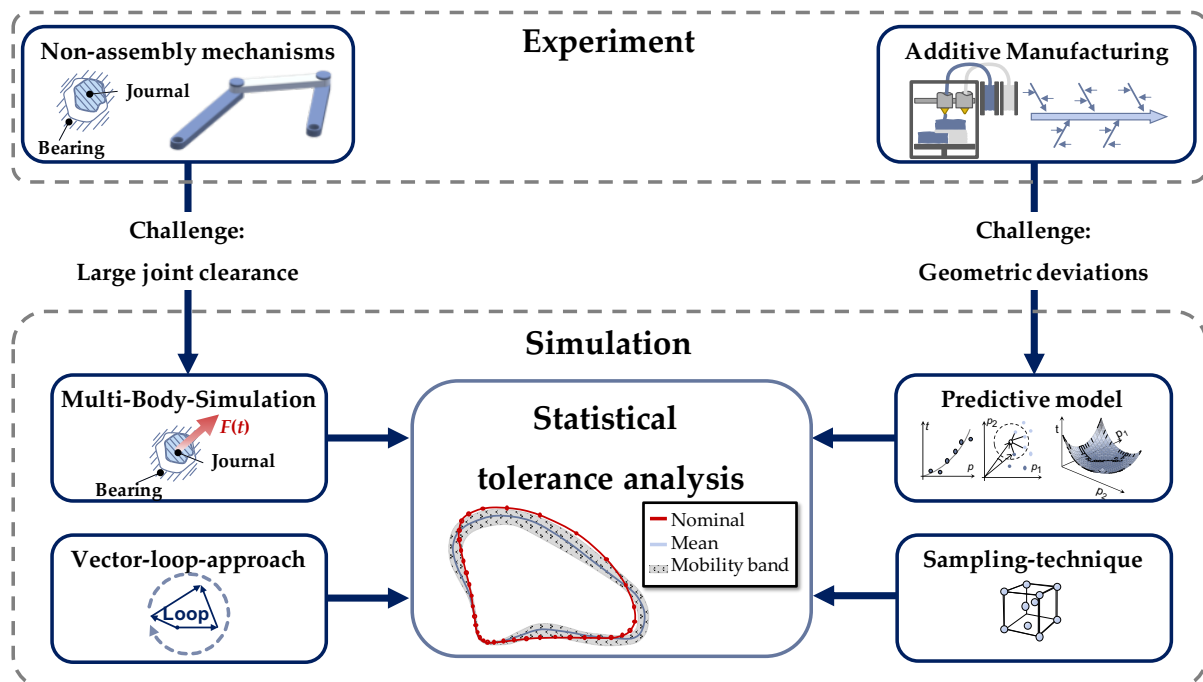 Experiment
Non-assembly mechanisms
Journal
Bearing
Additive Manufacturing
Challenge:
Large joint clearance
Challenge:
Geometric deviations
Simulation
Multi-Body-Simulation
F(t)
Journal
Bearing
Statistical
tolerance analysis
Nominal
Mean
Mobility band
Predictive model
t
p
p2
p1
t
p1
p2
Vector-loop-approach
Loop
Sampling-technique